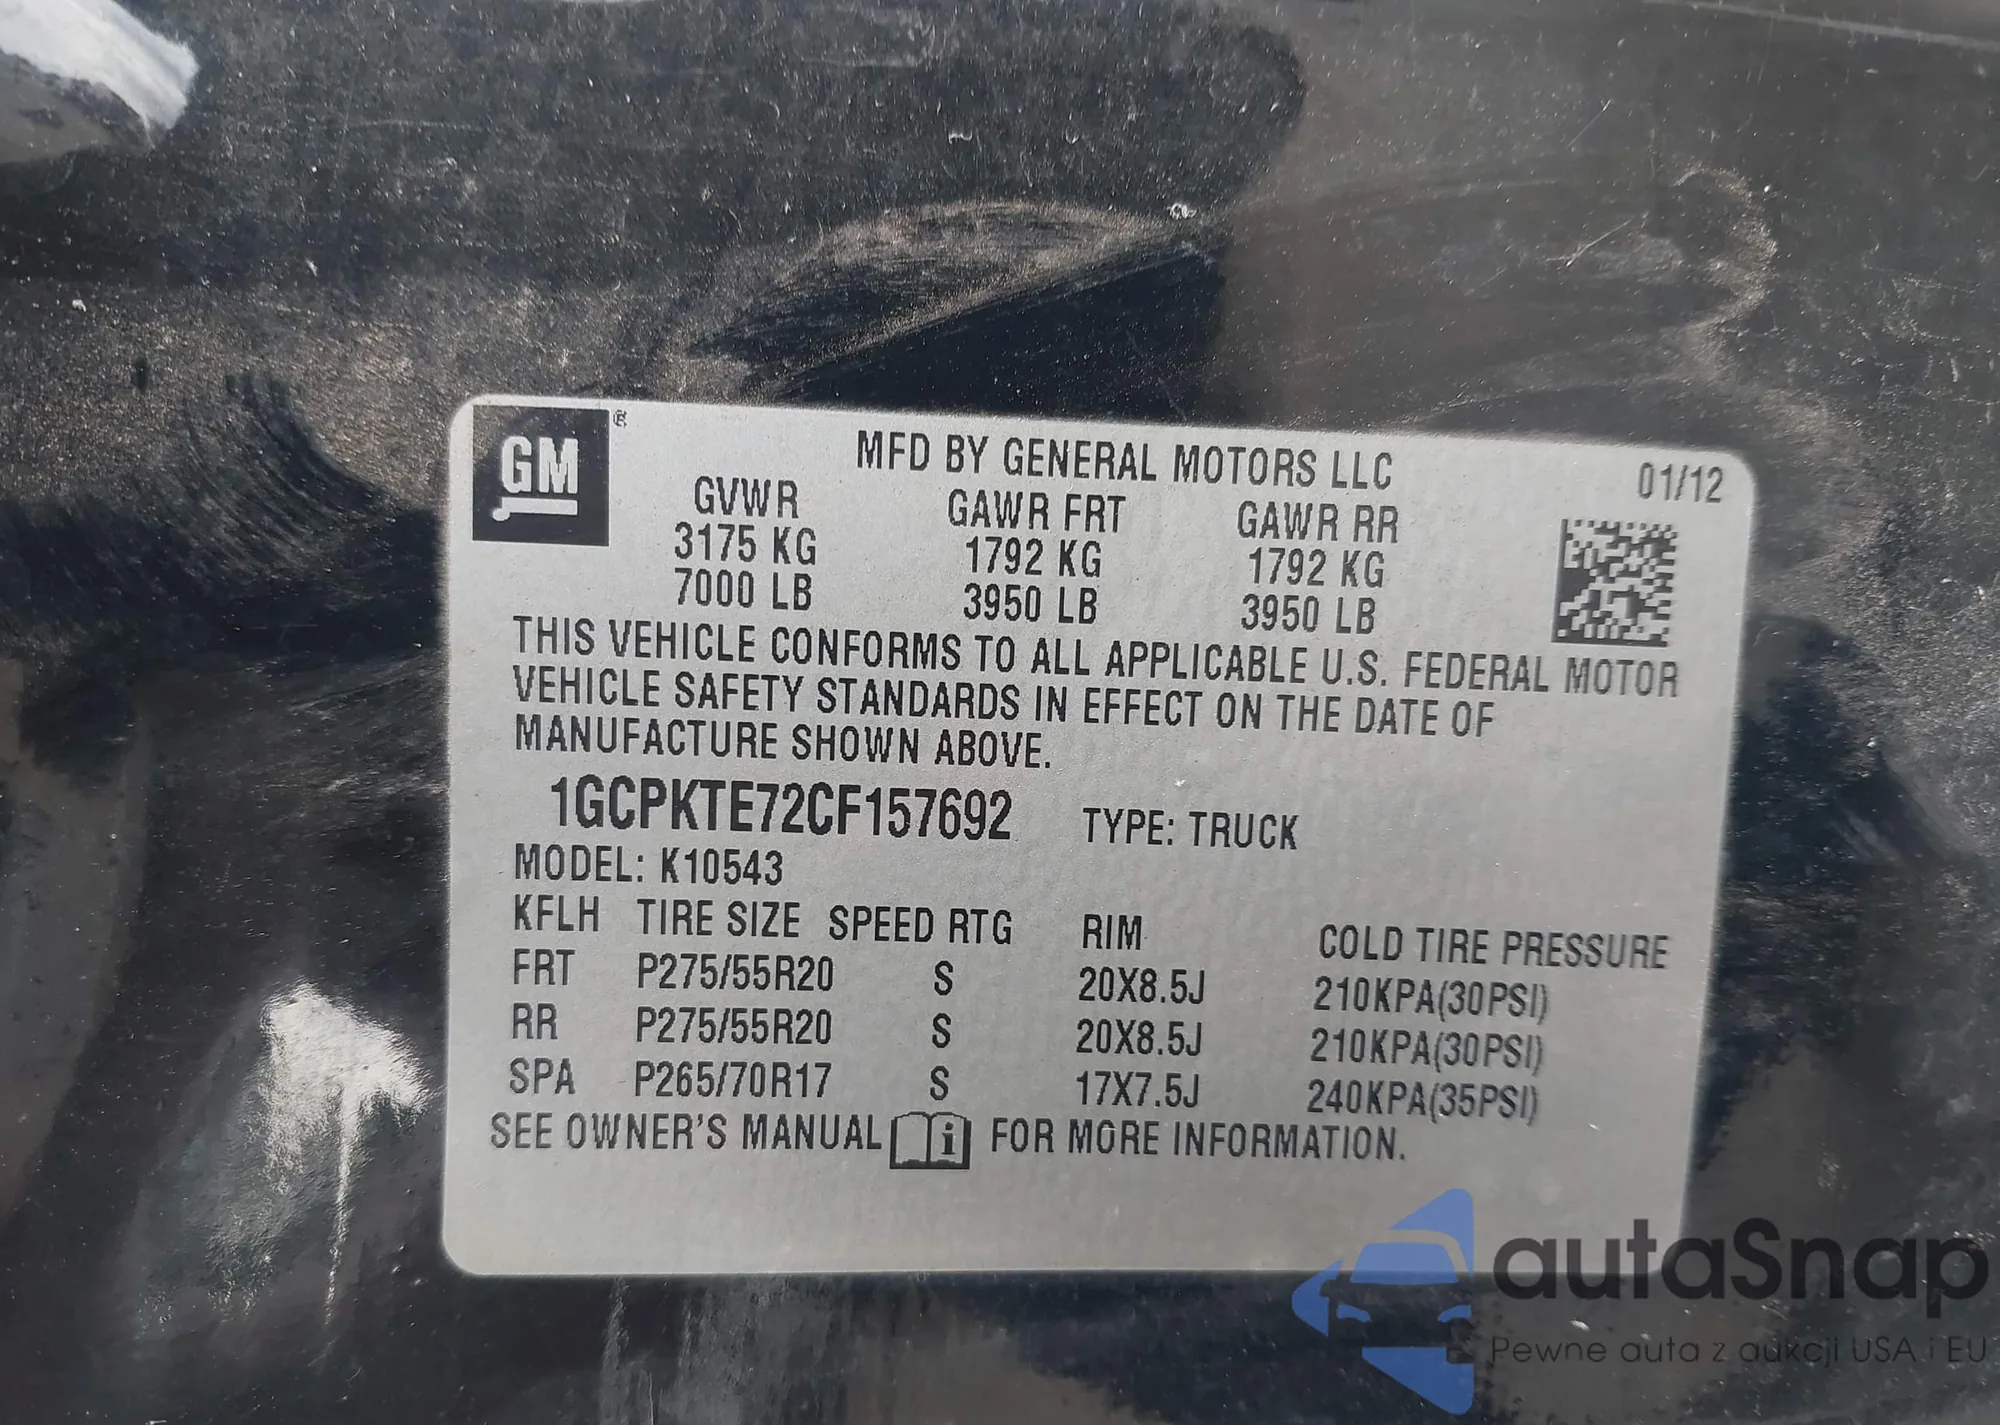 GM ®
MFD BY GENERAL MOTORS LLC 01/12
GVWR GAWR FRT GAWR RR
3175 KG 1792 KG 1792 KG
7000 LB 3950 LB 3950 LB
THIS VEHICLE CONFORMS TO ALL APPLICABLE U.S. FEDERAL MOTOR
VEHICLE SAFETY STANDARDS IN EFFECT ON THE DATE OF
MANUFACTURE SHOWN ABOVE.
1GCPKTE72CF157692 TYPE: TRUCK
MODEL: K10543
KFLH TIRE SIZE SPEED RTG RIM COLD TIRE PRESSURE
FRT P275/55R20 S 20X8.5J 210KPA(30PSI)
RR P275/55R20 S 20X8.5J 210KPA(30PSI)
SPA P265/70R17 S 17X7.5J 240KPA(35PSI)
SEE OWNER'S MANUAL i FOR MORE INFORMATION.
autaSnap
Pewne auta z aukcji USA i EU